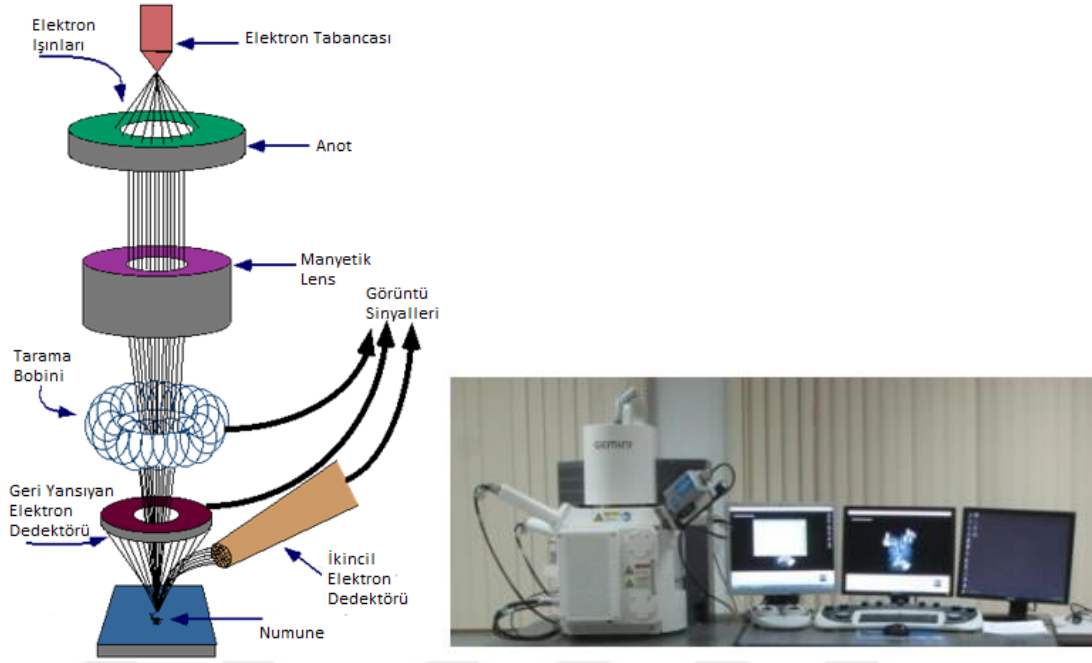 Elektron
Işınları
Elektron Tabancası
Anot
Manyetik
Lens
Görüntü
Sinyalleri
Tarama
Bobini
Geri Yansıyan
Elektron
Dedektörü
İkincil
Elektron
Dedektörü
Numune
GEMINI